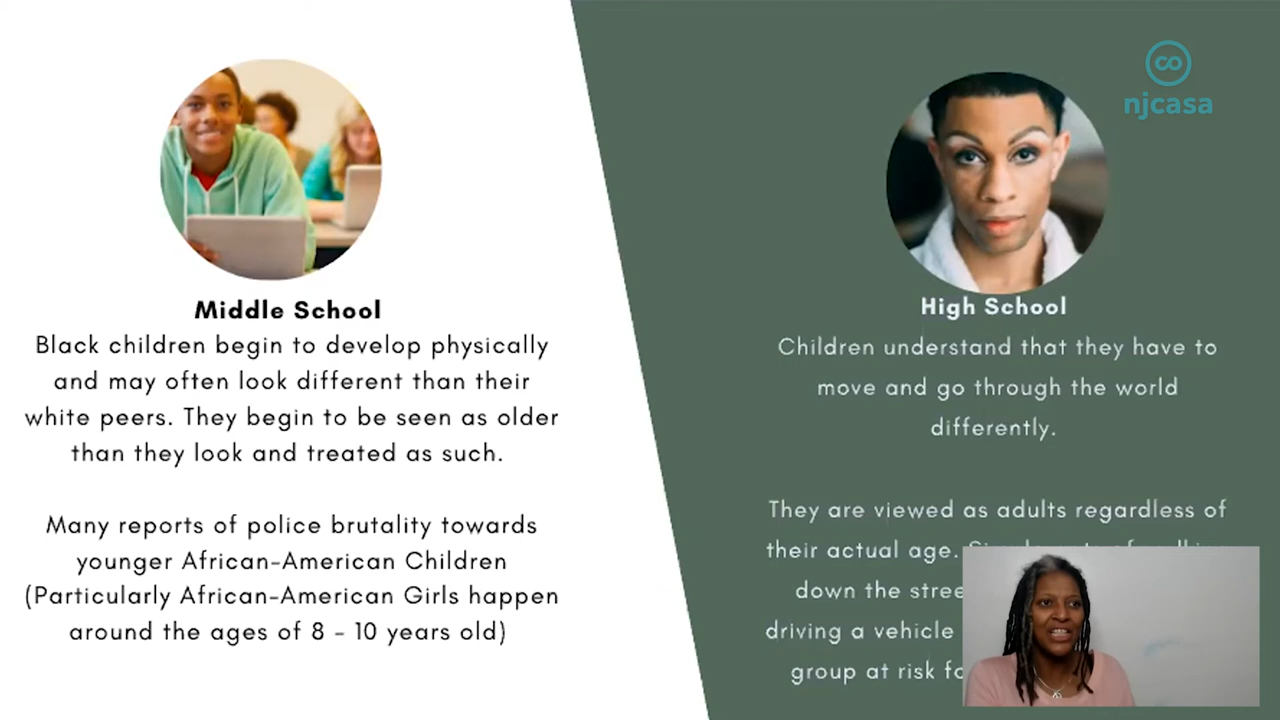 njcasa
Middle School
Black children begin to develop physically
and may often look different than their
white peers. They begin to be seen as older
than they look and treated as such.
Many reports of police brutality towards
younger African-American Children
(Particularly African-American Girls happen
around the ages of 8 - 10 years old)
High School
Children understand that they have to
move and go through the world
differently.
They are viewed as adults regardless of
their actual age.
down the
driving a vehicle
group at risk